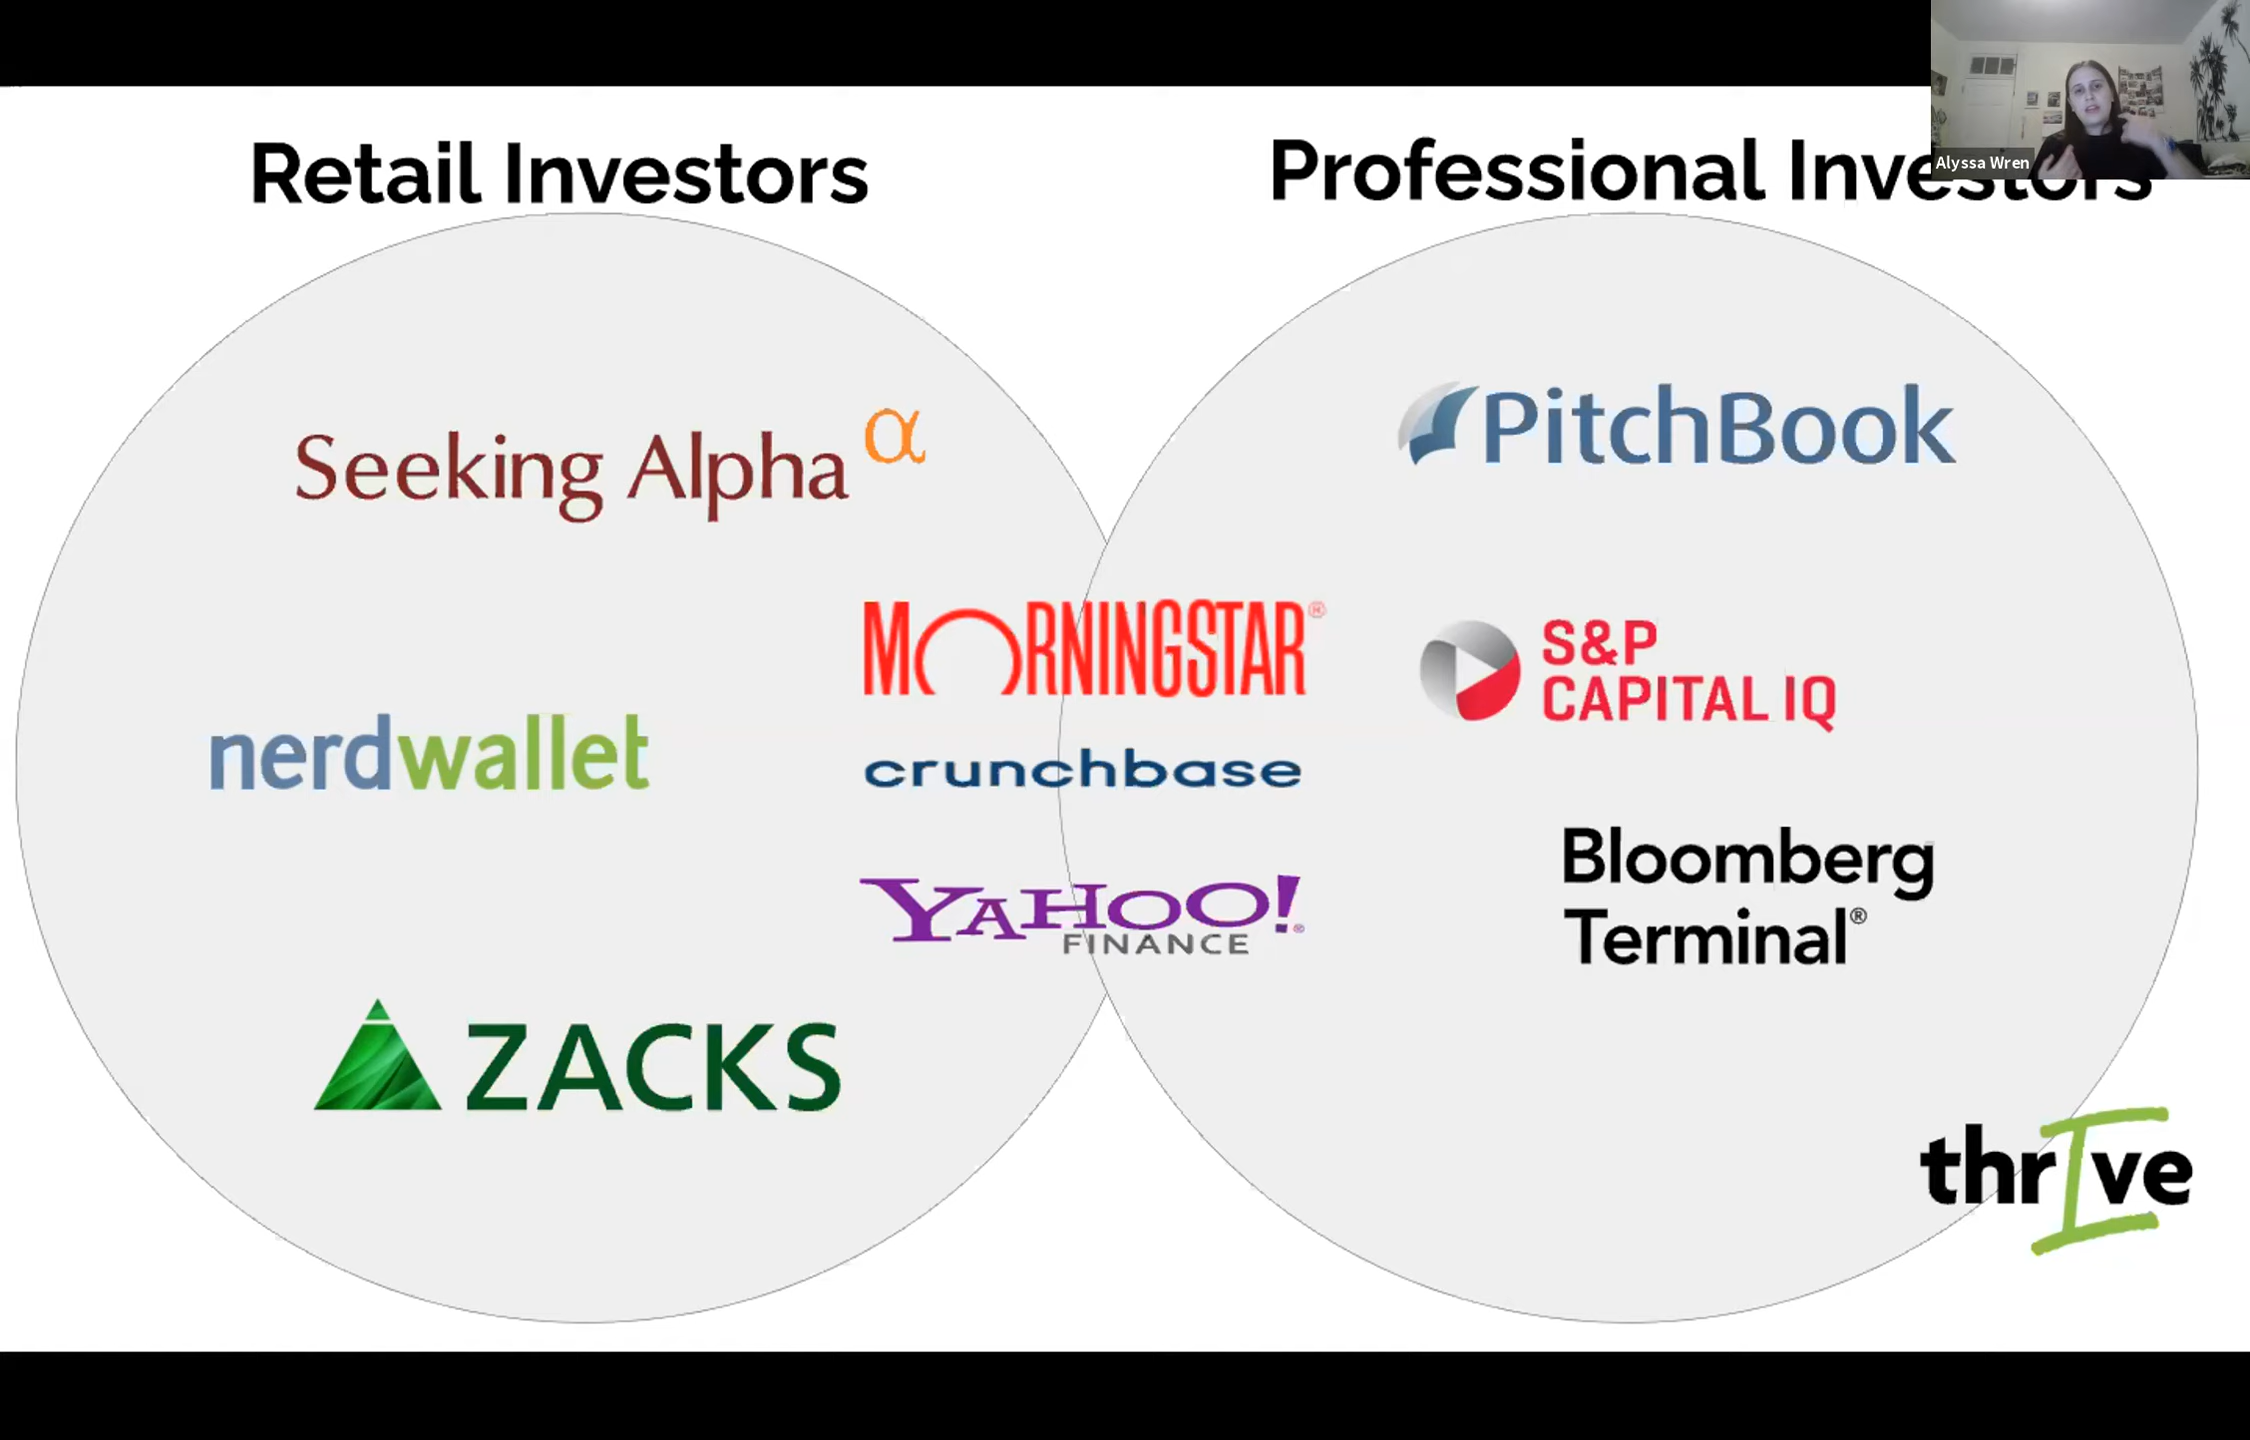 Alyssa Wren
Retail Investors
Professional Investors
Seeking Alpha α
PitchBook
MORNINGSTAR®
S&P
CAPITAL IQ
nerdwallet
crunchbase
Bloomberg
Terminal®
YAHOO!®
FINANCE
ZACKS
thrIve